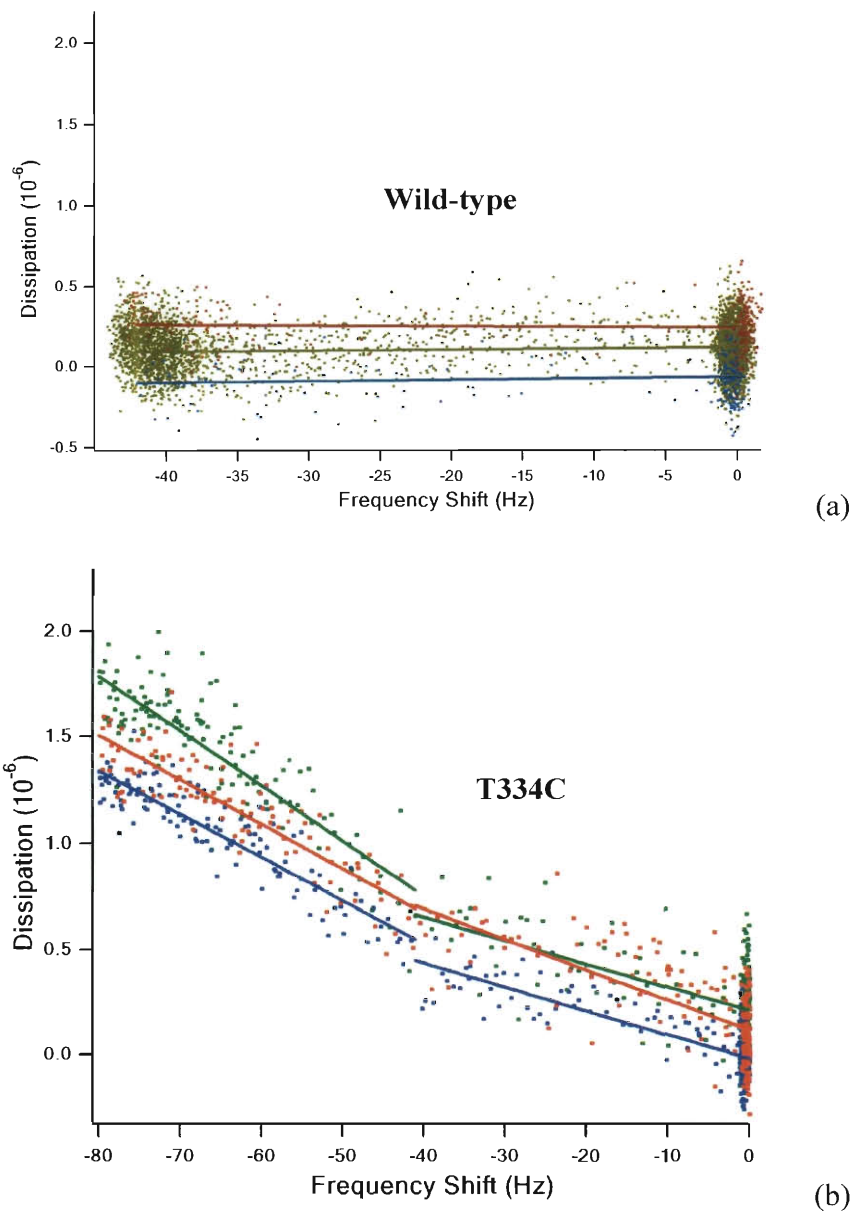 2.0
1.5
1.0
0.5
0.0
-0.5
Dissipation (10⁻⁶)
Wild-type
-40 -35 -30 -25 -20 -15 -10 -5 0
Frequency Shift (Hz)
(a)
2.0
1.5
1.0
0.5
0.0
Dissipation (10⁻⁶)
T334C
-80 -70 -60 -50 -40 -30 -20 -10 0
Frequency Shift (Hz)
(b)